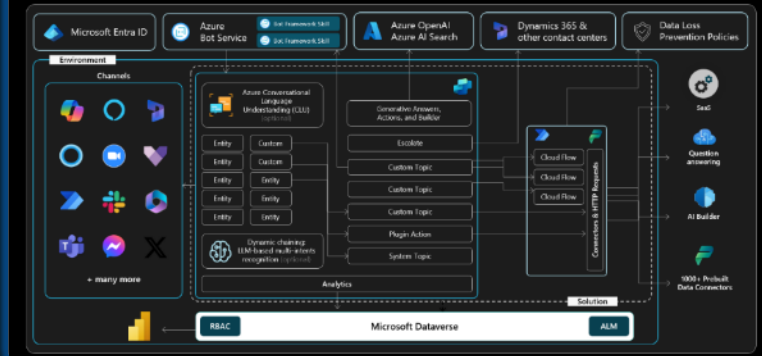 Microsoft Entra ID
Azure
Bot Service
Bot Framework Skill
Bot Framework Skill
Azure OpenAI
Azure AI Search
Dynamics 365 &
other contact centers
Data Loss
Prevention Policies
Environment
Channels
+ many more
Azure Conversational
Language
Understanding (CLU)
(optional)
Entity
Custom
Entity
Custom
Entity
Entity
Entity
Entity
Entity
Entity
Dynamic chaining:
LLM-based multi-intents
recognition (optional)
Generative Answers,
Actions, and Builder
Escalate
Custom Topic
Custom Topic
Custom Topic
Plugin Action
System Topic
Analytics
Cloud Flow
Cloud Flow
Cloud Flow
Connectors & HTTP Requests
Solution
SaaS
Question
answering
AI Builder
1000+ Prebuilt
Data Connectors
RBAC
Microsoft Dataverse
ALM